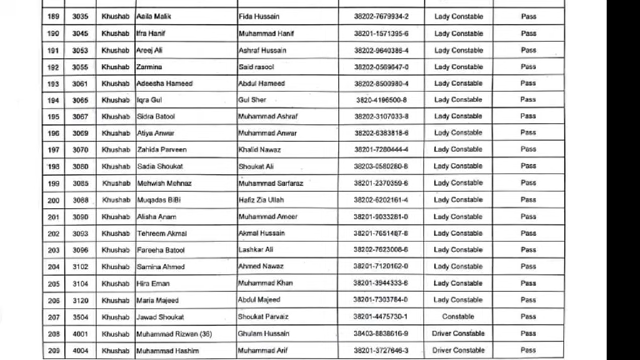 189 3035 Khushab Aaila Malik Fida Hussain 38202-7679934-2 Lady Constable Pass
190 3045 Khushab Ifra Hanif Muhammad Hanif 38201-1571395-6 Lady Constable Pass
191 3053 Khushab Areej Ali Ashraf Hussain 38202-9640386-4 Lady Constable Pass
192 3055 Khushab Zarmina Said rasool 38202-0569647-0 Lady Constable Pass
193 3061 Khushab Adeesha Hameed Abdul Hameed 38202-8500980-4 Lady Constable Pass
194 3065 Khushab Iqra Gul Gul Sher 3820-4196500-8 Lady Constable Pass
195 3067 Khushab Sidra Batool Muhammad Ashraf 38202-3107033-8 Lady Constable Pass
196 3069 Khushab Atiya Anwar Muhammad Anwar 38202-6383818-6 Lady Constable Pass
197 3070 Khushab Zahida Parveen Khalid Nawaz 38201-7280444-4 Lady Constable Pass
198 3080 Khushab Sadia Shoukat Shoukat Ali 38203-0580280-8 Lady Constable Pass
199 3085 Khushab Mehwish Mehnaz Muhammad Sarfaraz 38201-2370359-6 Lady Constable Pass
200 3088 Khushab Muqadas BiBi Hafiz Zia Ullah 38202-6202161-4 Lady Constable Pass
201 3090 Khushab Alisha Anam Muhammad Ameer 38201-9033281-0 Lady Constable Pass
202 3093 Khushab Tehreem Akmal Akmal Hussain 38201-7651487-8 Lady Constable Pass
203 3096 Khushab Fareeha Batool Lashkar Ali 38202-7623006-6 Lady Constable Pass
204 3102 Khushab Samina Ahmed Ahmed Nawaz 38201-7120162-0 Lady Constable Pass
205 3104 Khushab Hira Eman Muhammad Khan 38201-3944333-6 Lady Constable Pass
206 3120 Khushab Maria Majeed Abdul Majeed 38201-7303784-0 Lady Constable Pass
207 3504 Khushab Jawad Shoukat Shoukat Parvaiz 38201-4475730-1 Constable Pass
208 4001 Khushab Muhammad Rizwan (36) Ghulam Hussain 38403-8838616-9 Driver Constable Pass
209 4004 Khushab Muhammad Hashim Muhammad Arif 38201-3727646-3 Driver Constable Pass